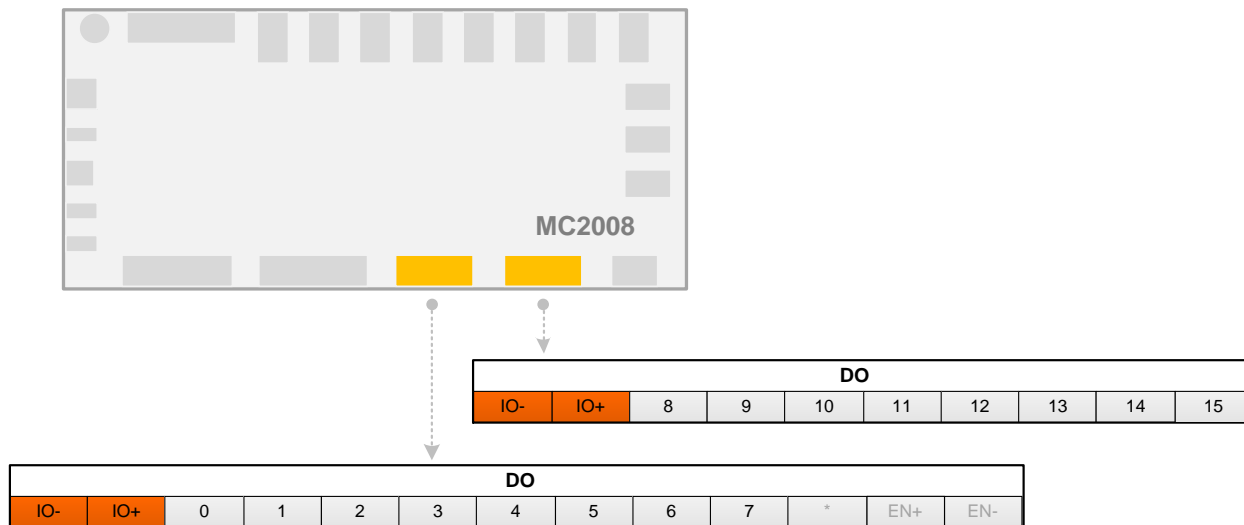 MC2008
DO
IO- IO+ 8 9 10 11 12 13 14 15
DO
IO- IO+ 0 1 2 3 4 5 6 7 * EN+ EN-